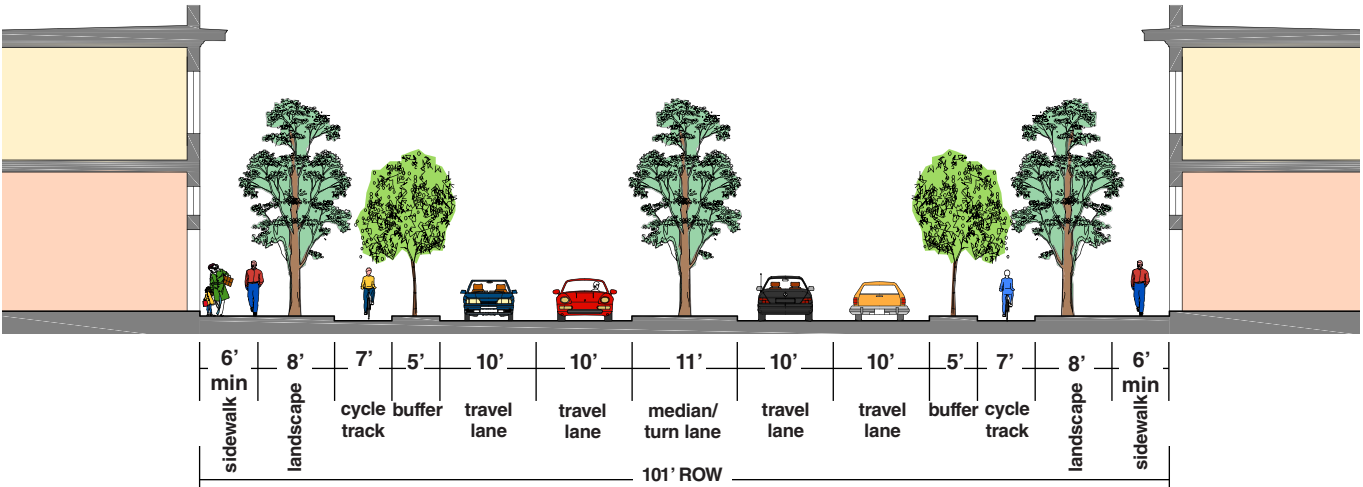 6’ 8’ 7’ 5’ 10’ 10’ 11’ 10’ 10’ 5’ 7’ 8’ 6’
min min
sidewalk landscape cycle buffer travel travel median/ travel travel buffer cycle landscape sidewalk
track lane lane turn lane lane lane track
101’ ROW